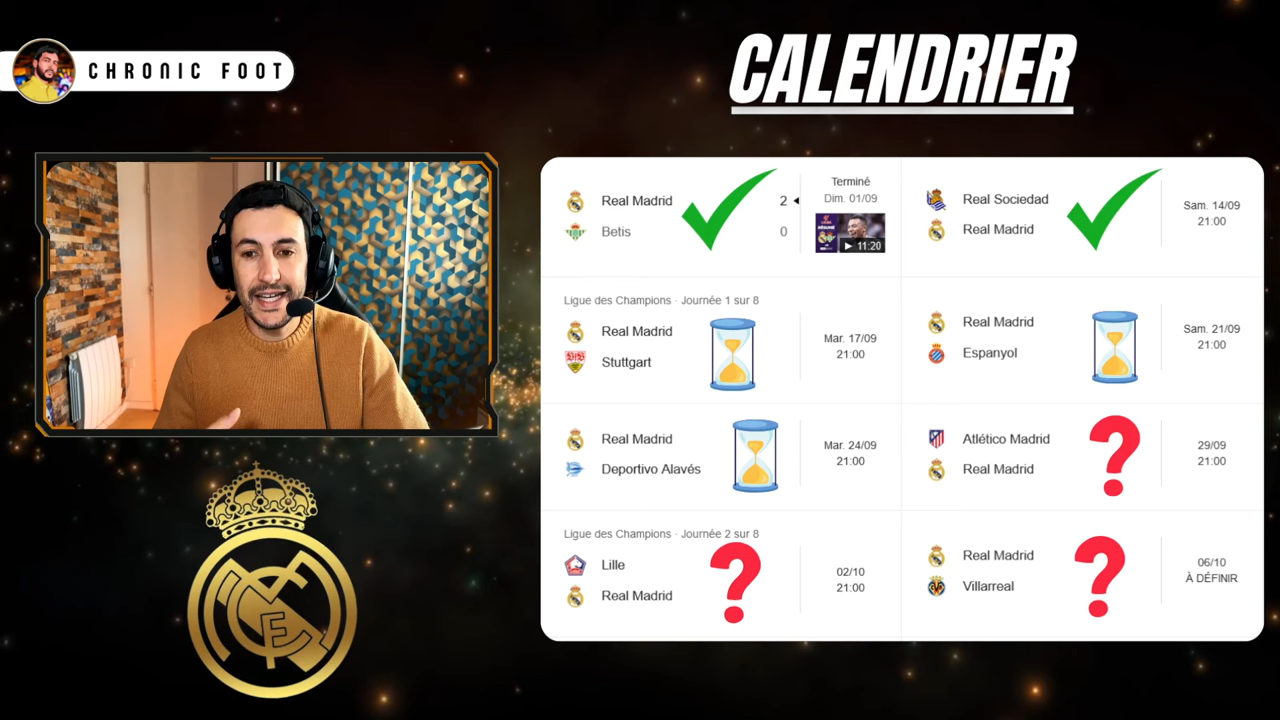 CHRONIC FOOT
CALENDRIER
Real Madrid 2
Betis 0
Terminé
Dim. 01/09
11:20
Real Sociedad
Real Madrid
Sam. 14/09
21:00
Ligue des Champions · Journée 1 sur 8
Real Madrid
Stuttgart
Mar. 17/09
21:00
Real Madrid
Espanyol
Sam. 21/09
21:00
Real Madrid
Deportivo Alavés
Mar. 24/09
21:00
Atlético Madrid
Real Madrid
29/09
21:00
Ligue des Champions · Journée 2 sur 8
Lille
Real Madrid
02/10
21:00
Real Madrid
Villarreal
06/10
À DÉFINIR